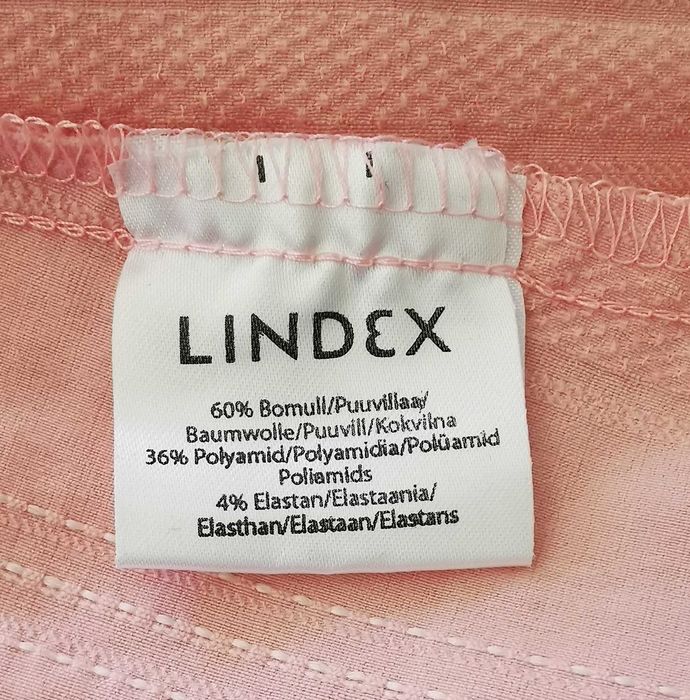 LINDEX
60% Bomull/Puuvillaa/
Baumwolle/Puuvill/Kokvilna
36% Polyamid/Polyamidia/Polüamid
Poliamids
4% Elastan/Elastaania/
Elasthan/Elastaan/Elastans